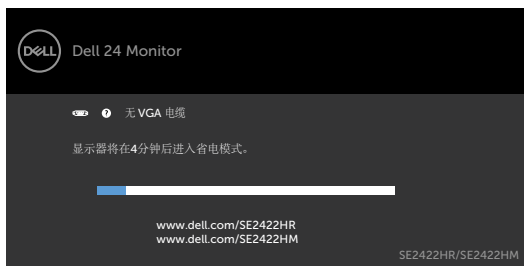 DELL
Dell 24 Monitor
? 无 VGA 电缆
显示器将在4分钟后进入省电模式。
www.dell.com/SE2422HR
www.dell.com/SE2422HM
SE2422HR/SE2422HM